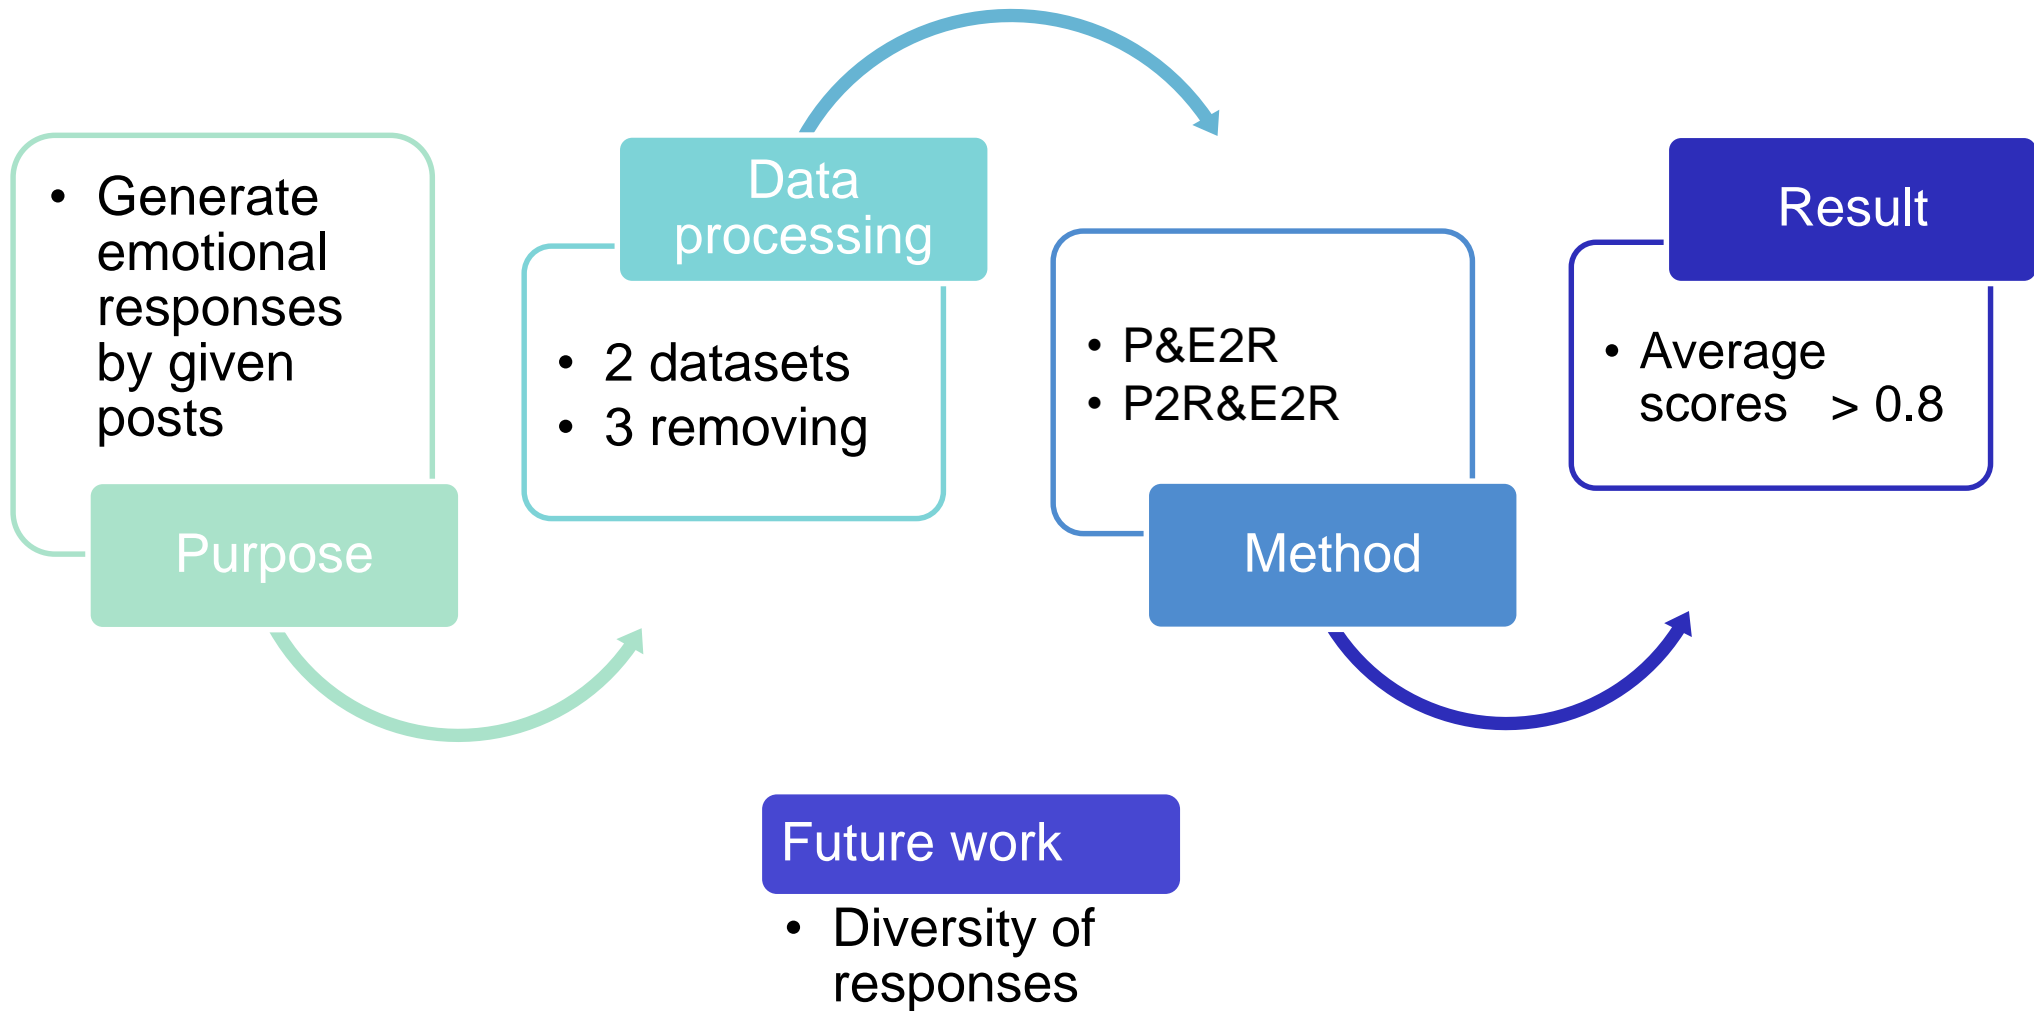 • Generate
emotional
responses
by given
posts
Purpose
Data
processing
• 2 datasets
• 3 removing
• P&E2R
• P2R&E2R
Method
Result
• Average
scores > 0.8
Future work
• Diversity of
responses